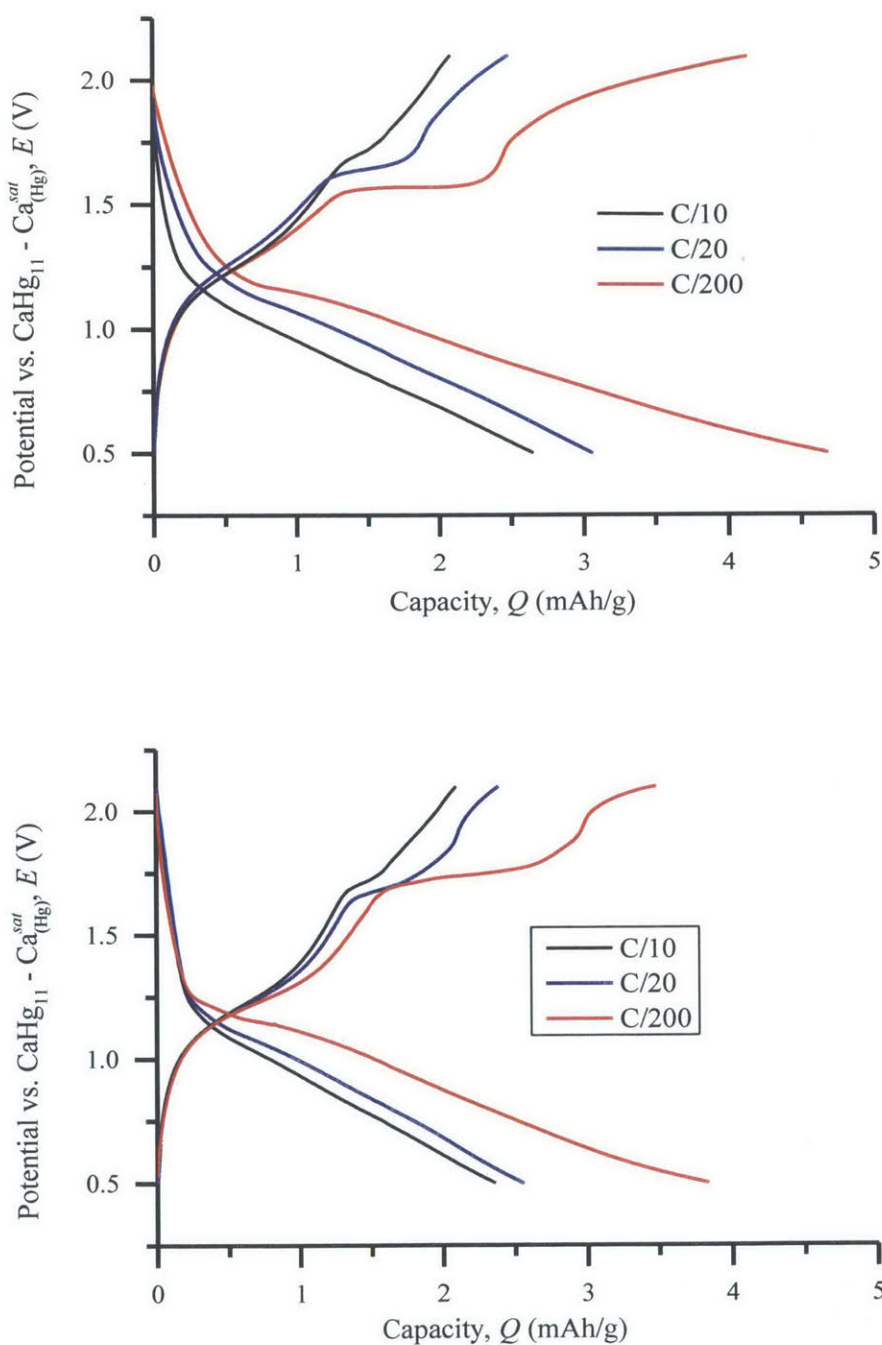 2.0
1.5
1.0
0.5
Potential vs. CaHg₁₁ - Ca^{sat}_{(Hg)}, E (V)
C/10
C/20
C/200
0 1 2 3 4 5
Capacity, Q (mAh/g)
2.0
1.5
1.0
0.5
Potential vs. CaHg₁₁ - Ca^{sat}_{(Hg)}, E (V)
C/10
C/20
C/200
0 1 2 3 4 5
Capacity, Q (mAh/g)